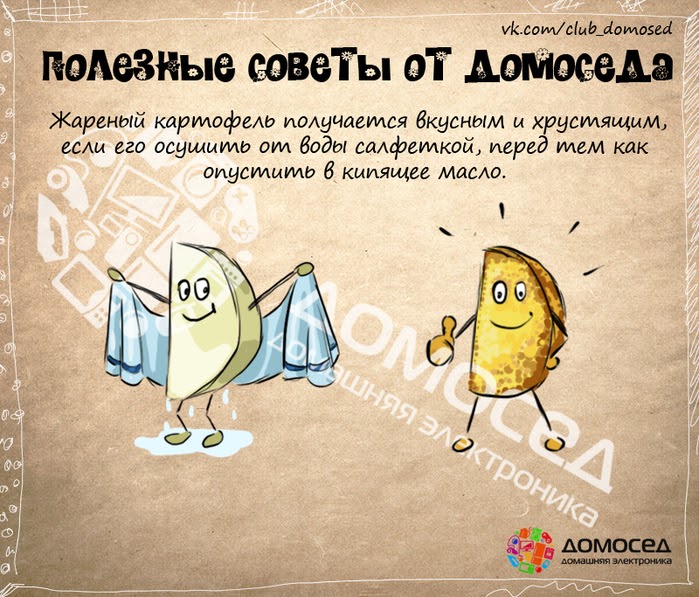 vk.com/club_domosed
Полезные советы от Домоседа
Жареный картофель получается вкусным и хрустящим,
если его осушить от воды салфеткой, перед тем как
опустить в кипящее масло.
ДОМОСЕД
домашняя электроника
ДОМОСЕД
ДОМАШНЯЯ ЭЛЕКТРОНИКА